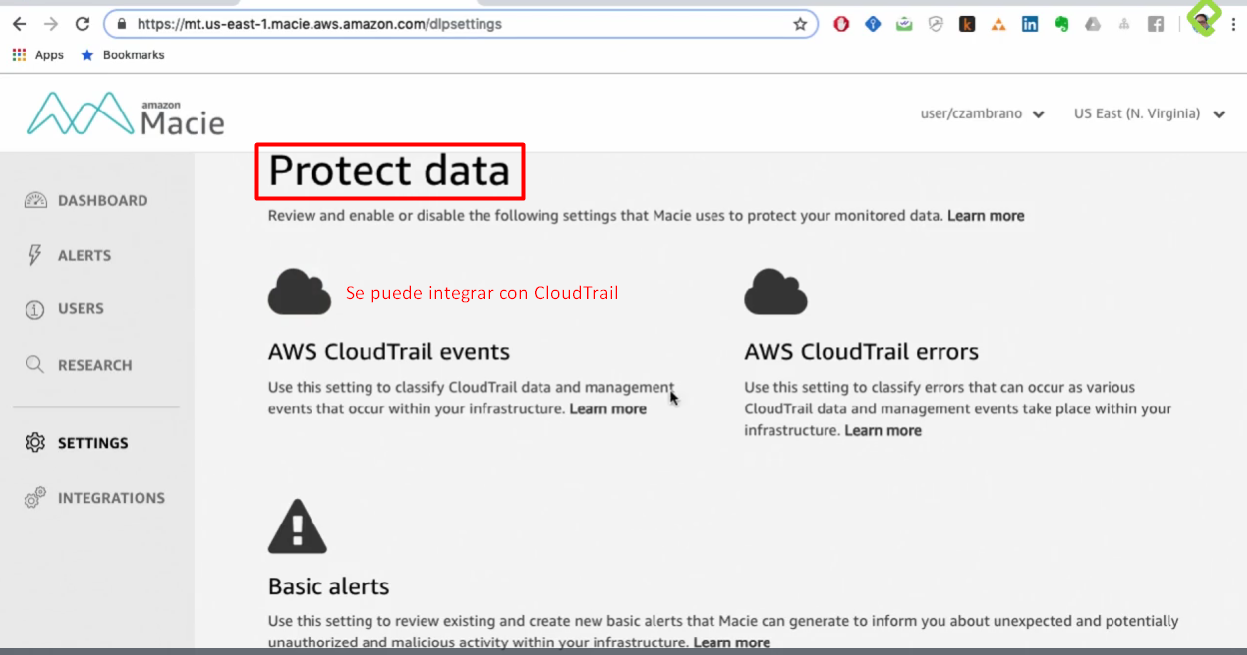 https://mt.us-east-1.macie.aws.amazon.com/dlpsettings
Apps
Bookmarks
amazon
Macie
user/czambrano
US East (N. Virginia)
DASHBOARD
ALERTS
USERS
RESEARCH
SETTINGS
INTEGRATIONS
Protect data
Review and enable or disable the following settings that Macie uses to protect your monitored data. Learn more
Se puede integrar con CloudTrail
AWS CloudTrail events
Use this setting to classify CloudTrail data and management
events that occur within your infrastructure. Learn more
AWS CloudTrail errors
Use this setting to classify errors that can occur as various
CloudTrail data and management events take place within your
infrastructure. Learn more
Basic alerts
Use this setting to review existing and create new basic alerts that Macie can generate to inform you about unexpected and potentially
unauthorized and malicious activity within your infrastructure. Learn more